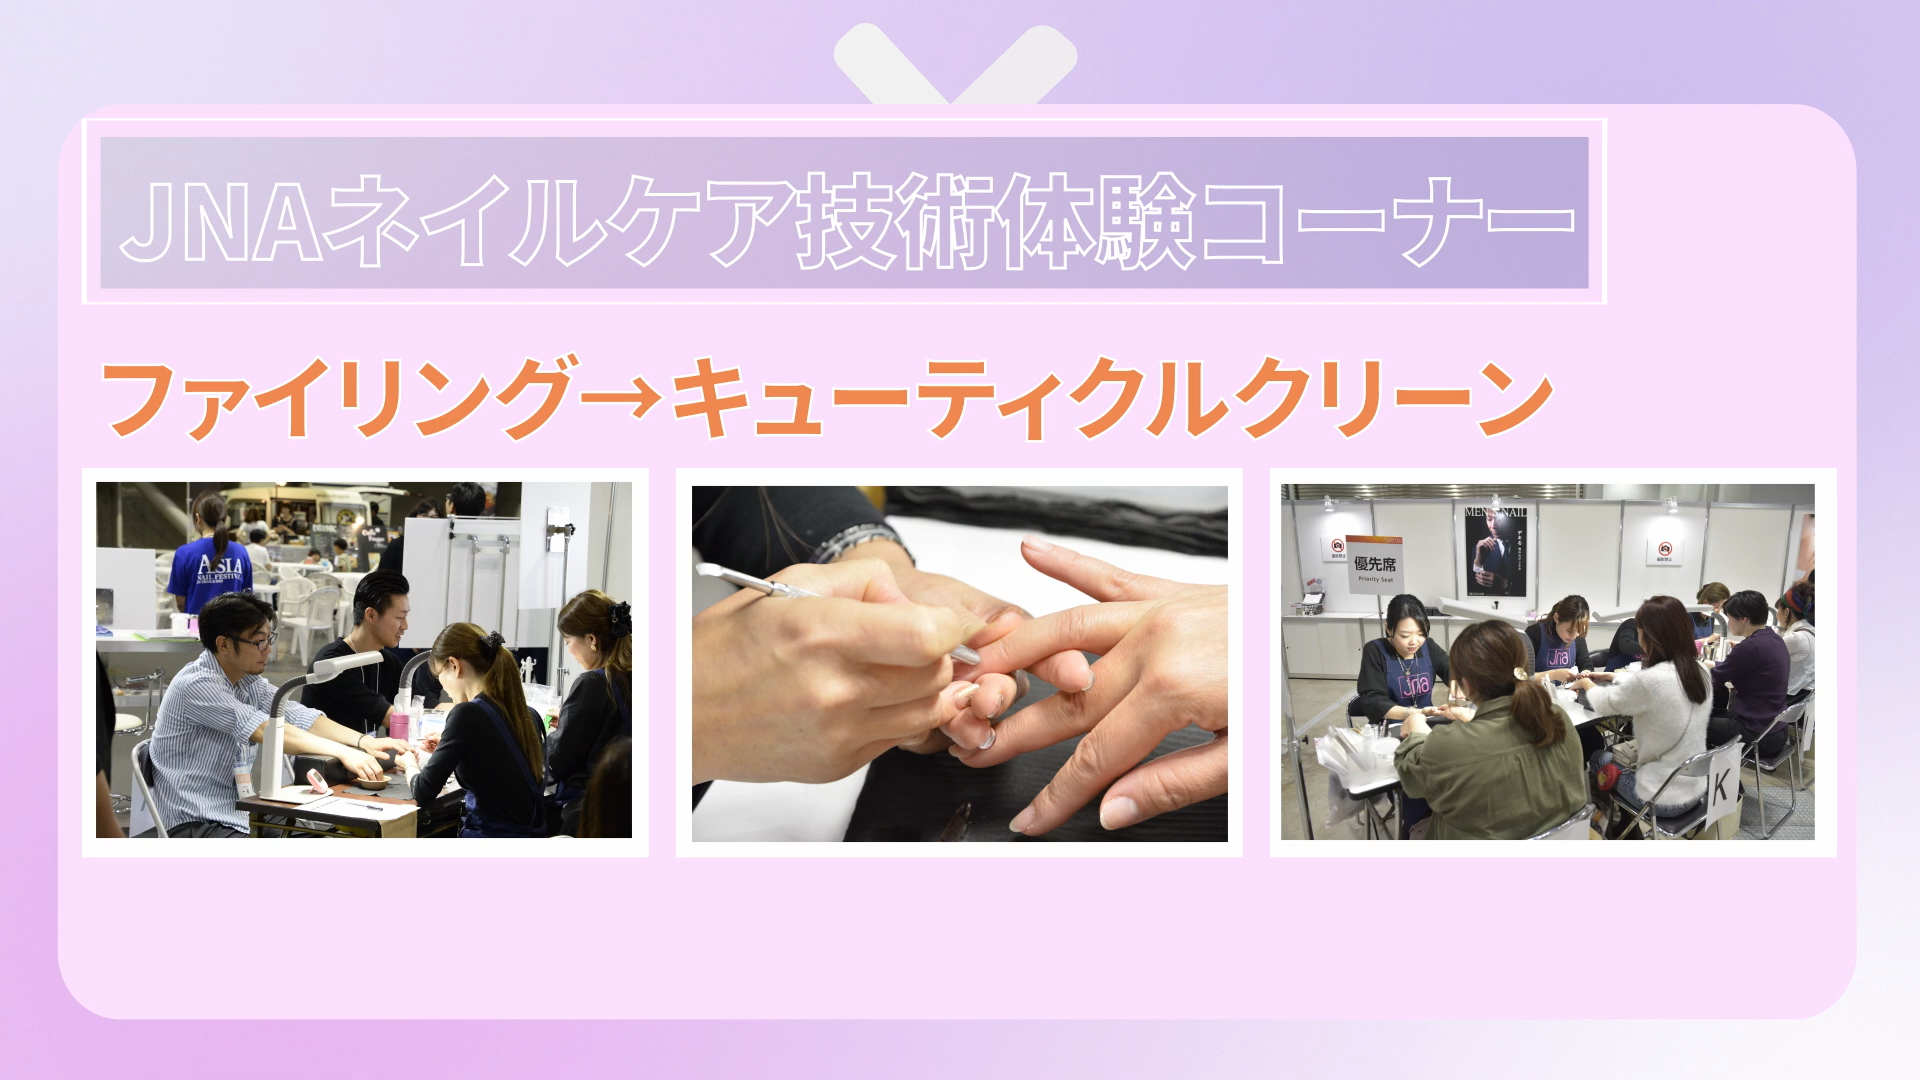 JNAネイルケア技術体験コーナー
ファイリング→キューティクルクリーン
ASIA
NAIL FESTIVAL
MEN'S NAIL
優先席
Priority Seat
Jna
Jna
K